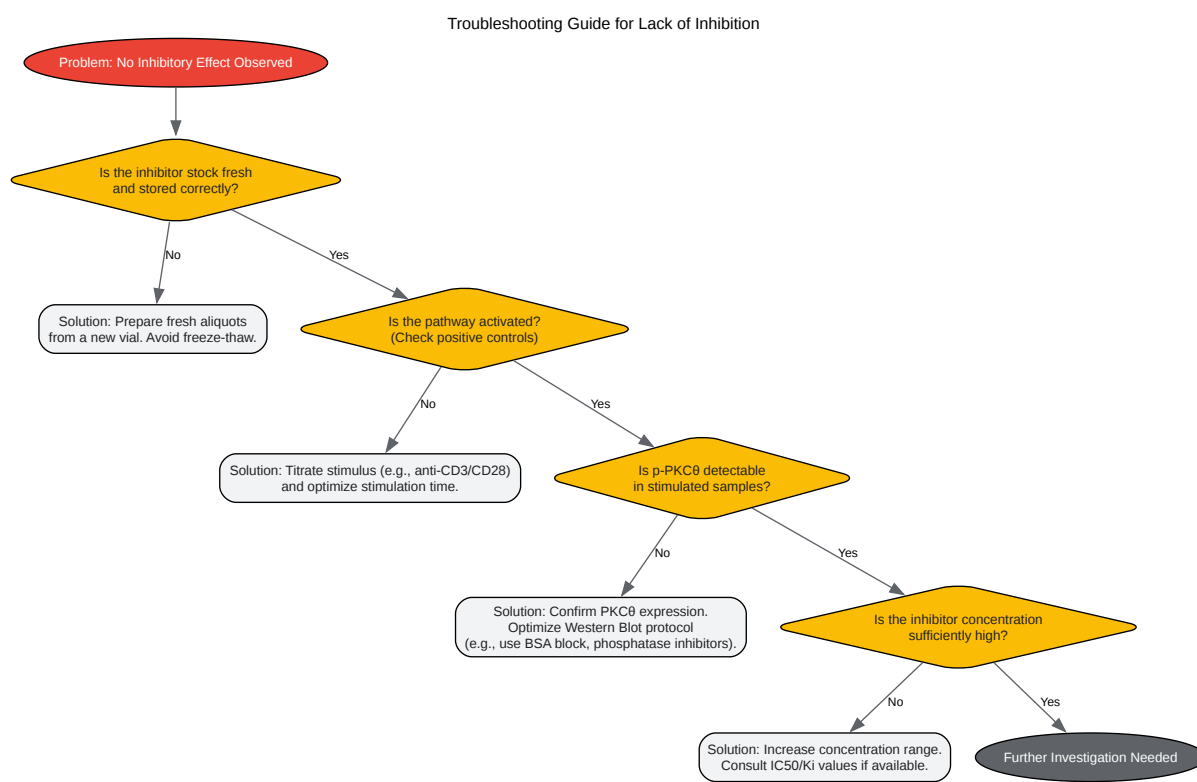 Troubleshooting Guide for Lack of Inhibition
Problem: No Inhibitory Effect Observed
Is the inhibitor stock fresh
and stored correctly?
No
Yes
Solution: Prepare fresh aliquots
from a new vial. Avoid freeze-thaw.
Is the pathway activated?
(Check positive controls)
No
Yes
Solution: Titrate stimulus (e.g., anti-CD3/CD28)
and optimize stimulation time.
Is p-PKCθ detectable
in stimulated samples?
No
Yes
Solution: Confirm PKCθ expression.
Optimize Western Blot protocol
(e.g., use BSA block, phosphatase inhibitors).
Is the inhibitor concentration
sufficiently high?
No
Yes
Solution: Increase concentration range.
Consult IC50/Ki values if available.
Further Investigation Needed